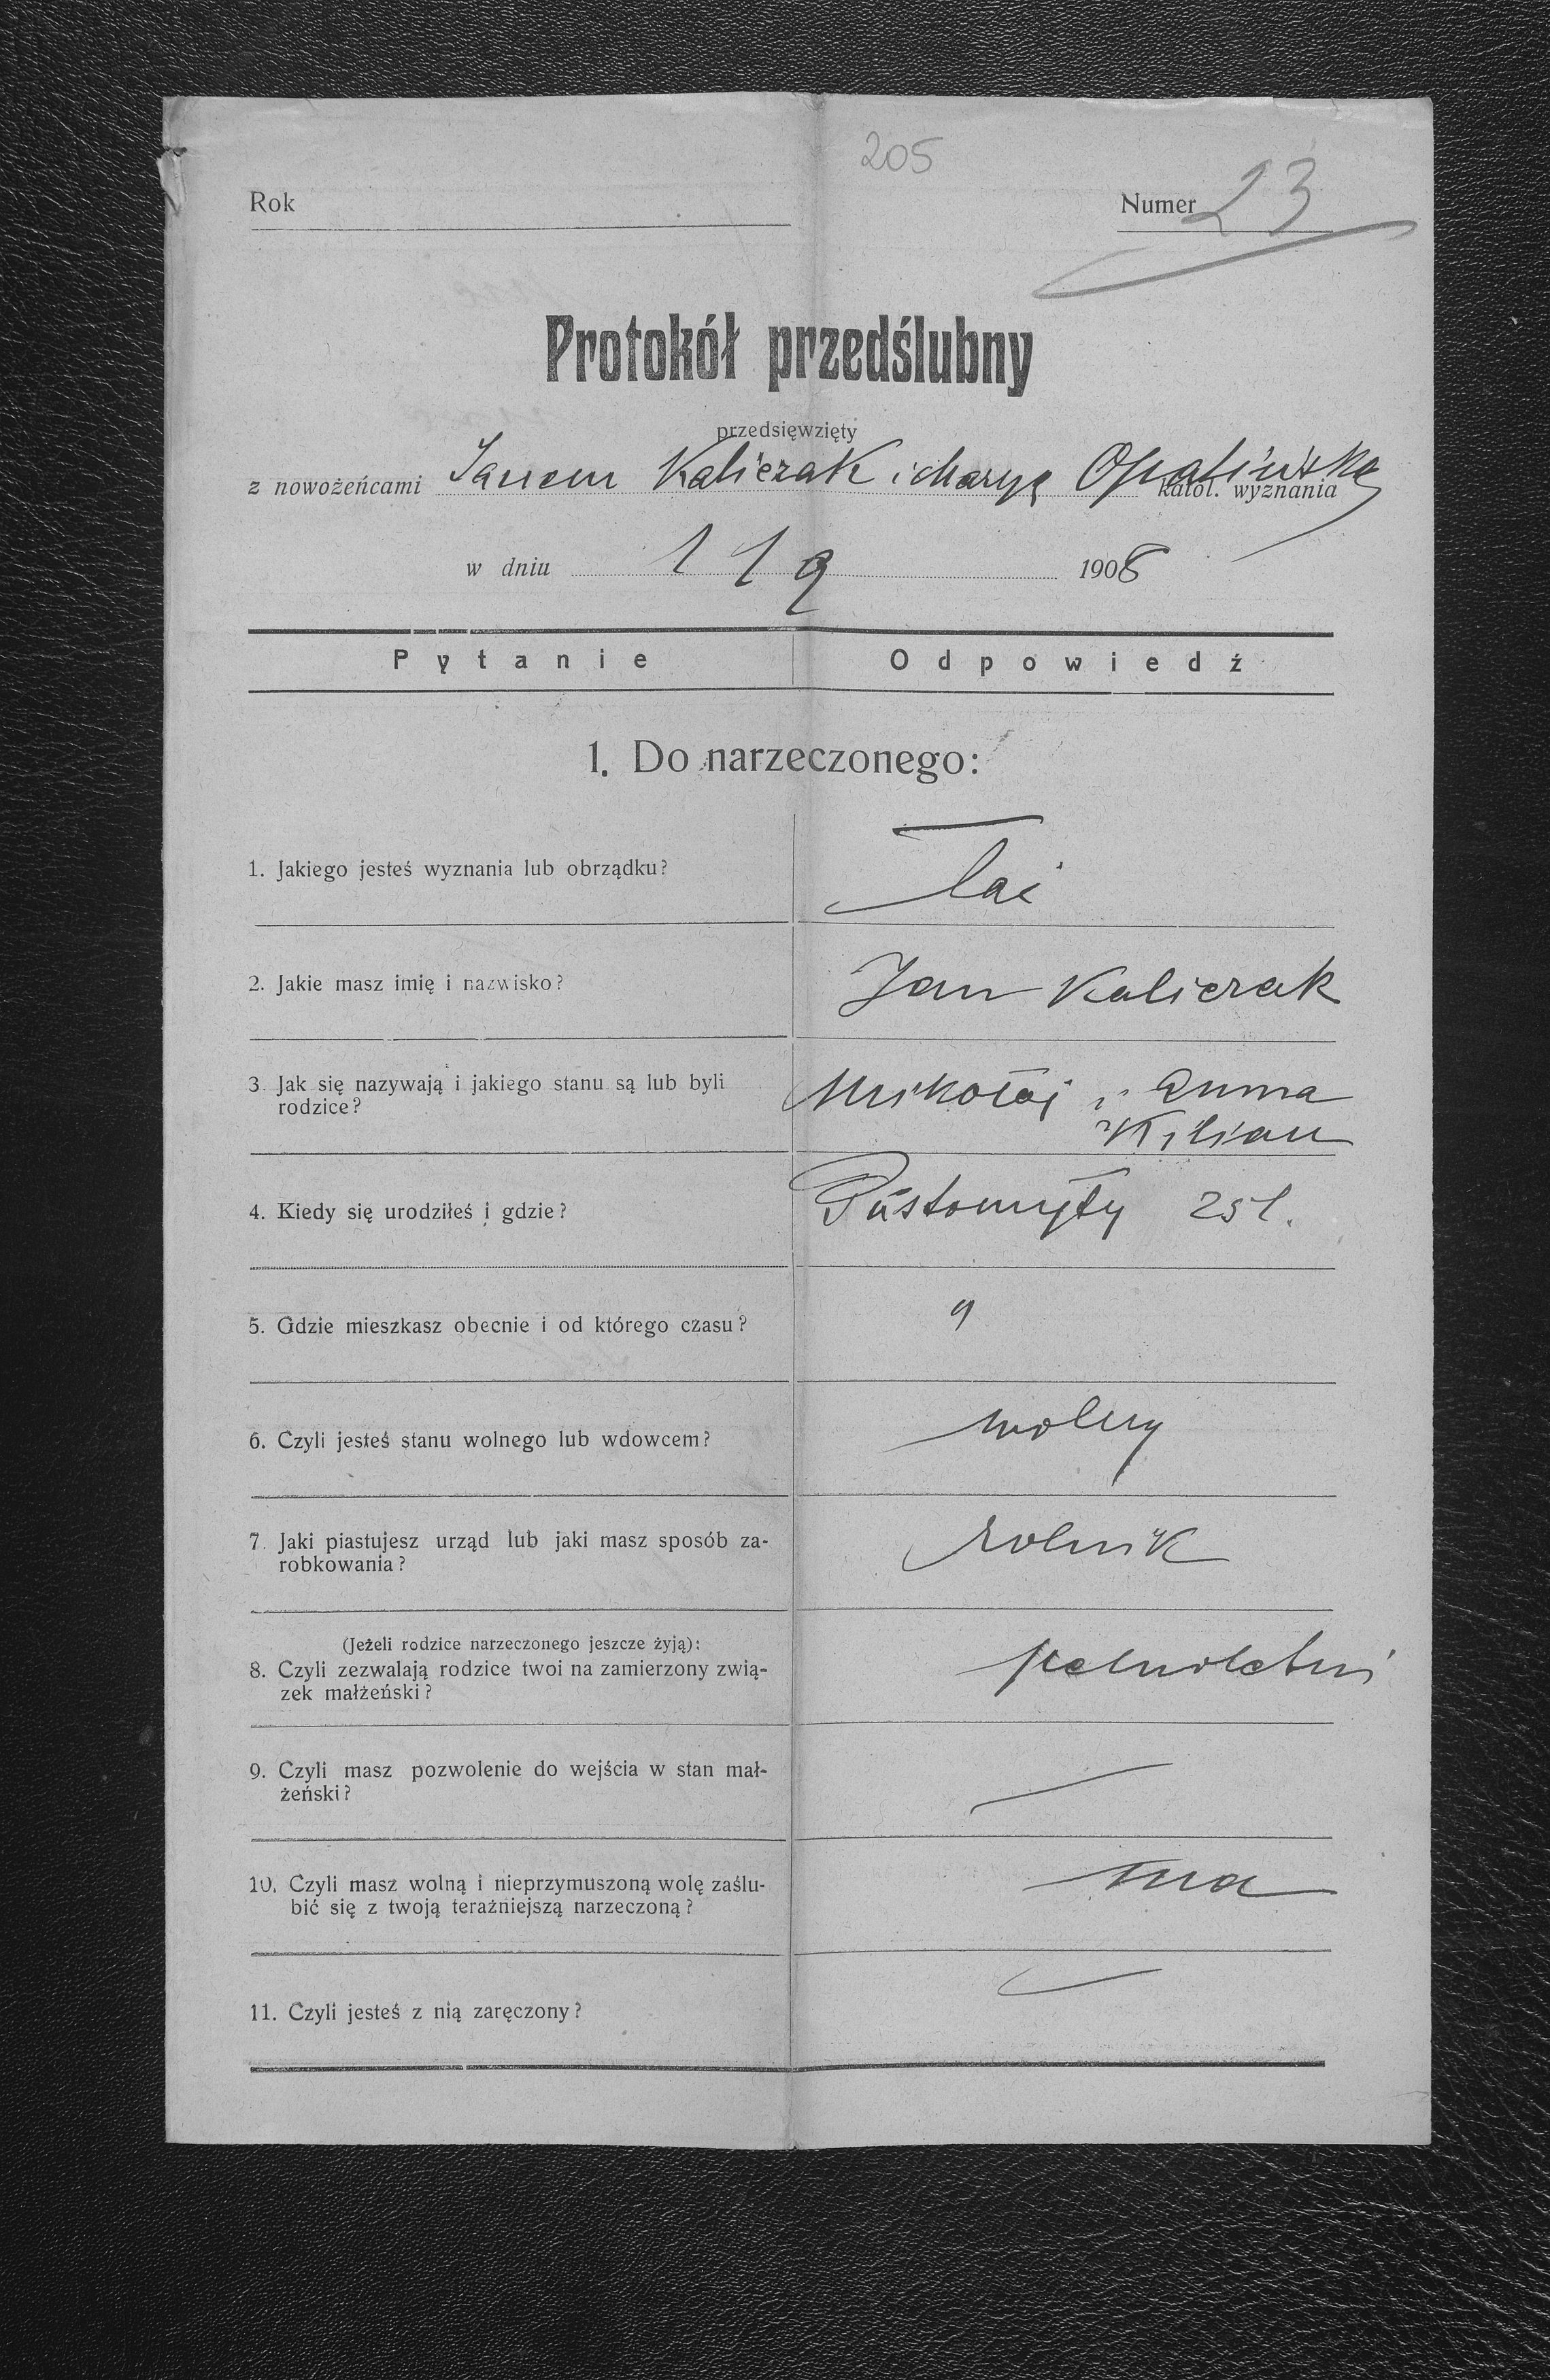 205
Rok
Numer 23
Protokół przedślubny
przedsięwzięty
z nowożeńcami Janem Kaliczak i Maryą Opalińską katol. wyznania
w dniu 11 9 1908
Pytanie Odpowiedź
1. Do narzeczonego:
1. Jakiego jesteś wyznania lub obrządku? łać
2. Jakie masz imię i nazwisko? Jan Kaliczak
3. Jak się nazywają i jakiego stanu są lub byli Mikołaj i Anna
rodzice? Kilian
4. Kiedy się urodziłeś i gdzie? Pustomyty 25 l.
5. Gdzie mieszkasz obecnie i od którego czasu?
6. Czyli jesteś stanu wolnego lub wdowcem? wolny
7. Jaki piastujesz urząd lub jaki masz sposób za- rolnik
robkowania?
(Jeżeli rodzice narzeczonego jeszcze żyją):
8. Czyli zezwalają rodzice twoi na zamierzony zwią- pełnoletni
zek małżeński?
9. Czyli masz pozwolenie do wejścia w stan mał-
żeński?
10. Czyli masz wolną i nieprzymuszoną wolę zaślu- ma
bić się z twoją teraźniejszą narzeczoną?
11. Czyli jesteś z nią zaręczony?